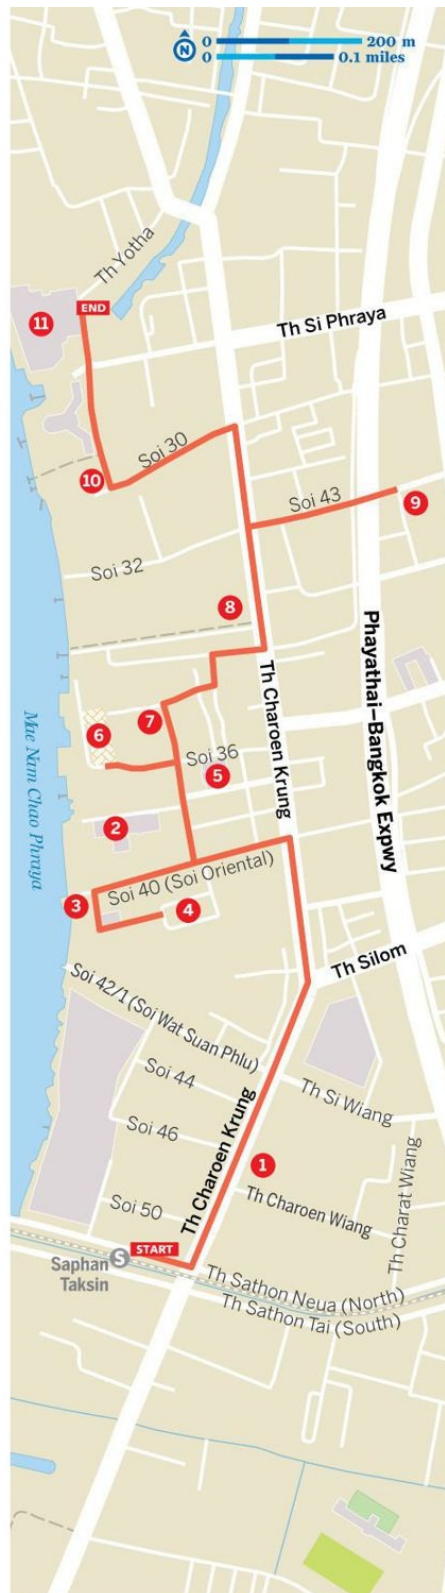 0 200 m
N
0 0.1 miles
Th Yotha
END
11
Th Si Phraya
Soi 30
10
Soi 43
9
Soi 32
8
Phayathai–Bangkok Expwy
Th Charoen Krung
7
6
Soi 36
5
Mae Nam Chao Phraya
2
Soi 40 (Soi Oriental)
3
4
Th Silom
Soi 42/1 (Soi Wat Suan Phlu)
Soi 44
Th Si Wiang
Soi 46
Th Charoen Krung
1
Th Charoen Wiang
Th Charat Wiang
Soi 50
START
S
Saphan
Taksin
Th Sathon Neua (North)
Th Sathon Tai (South)